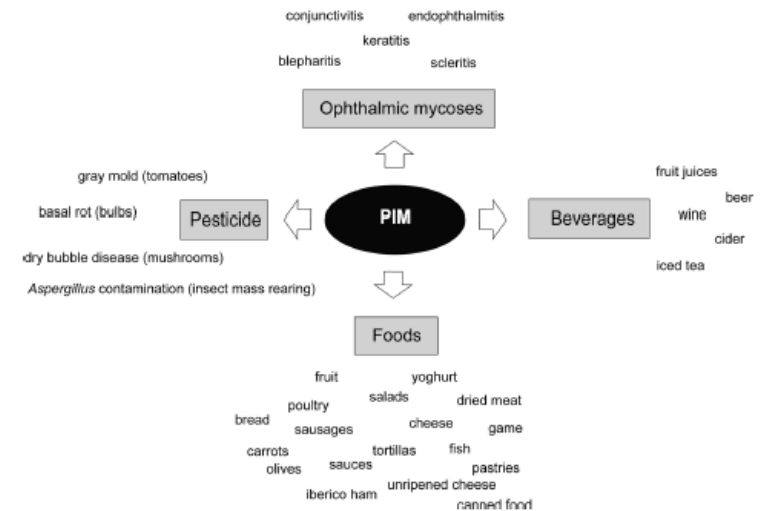 conjunctivitis endophthalmitis
keratitis
blepharitis scleritis
Ophthalmic mycoses
gray mold (tomatoes)
basal rot (bulbs)
Pesticide
dry bubble disease (mushrooms)
Aspergillus contamination (insect mass rearing)
PIM
Beverages
fruit juices
beer
wine
cider
iced tea
Foods
fruit yoghurt
salads
poultry dried meat
bread cheese
sausages game
carrots tortillas fish
olives sauces pastries
unripened cheese
iberico ham
canned food